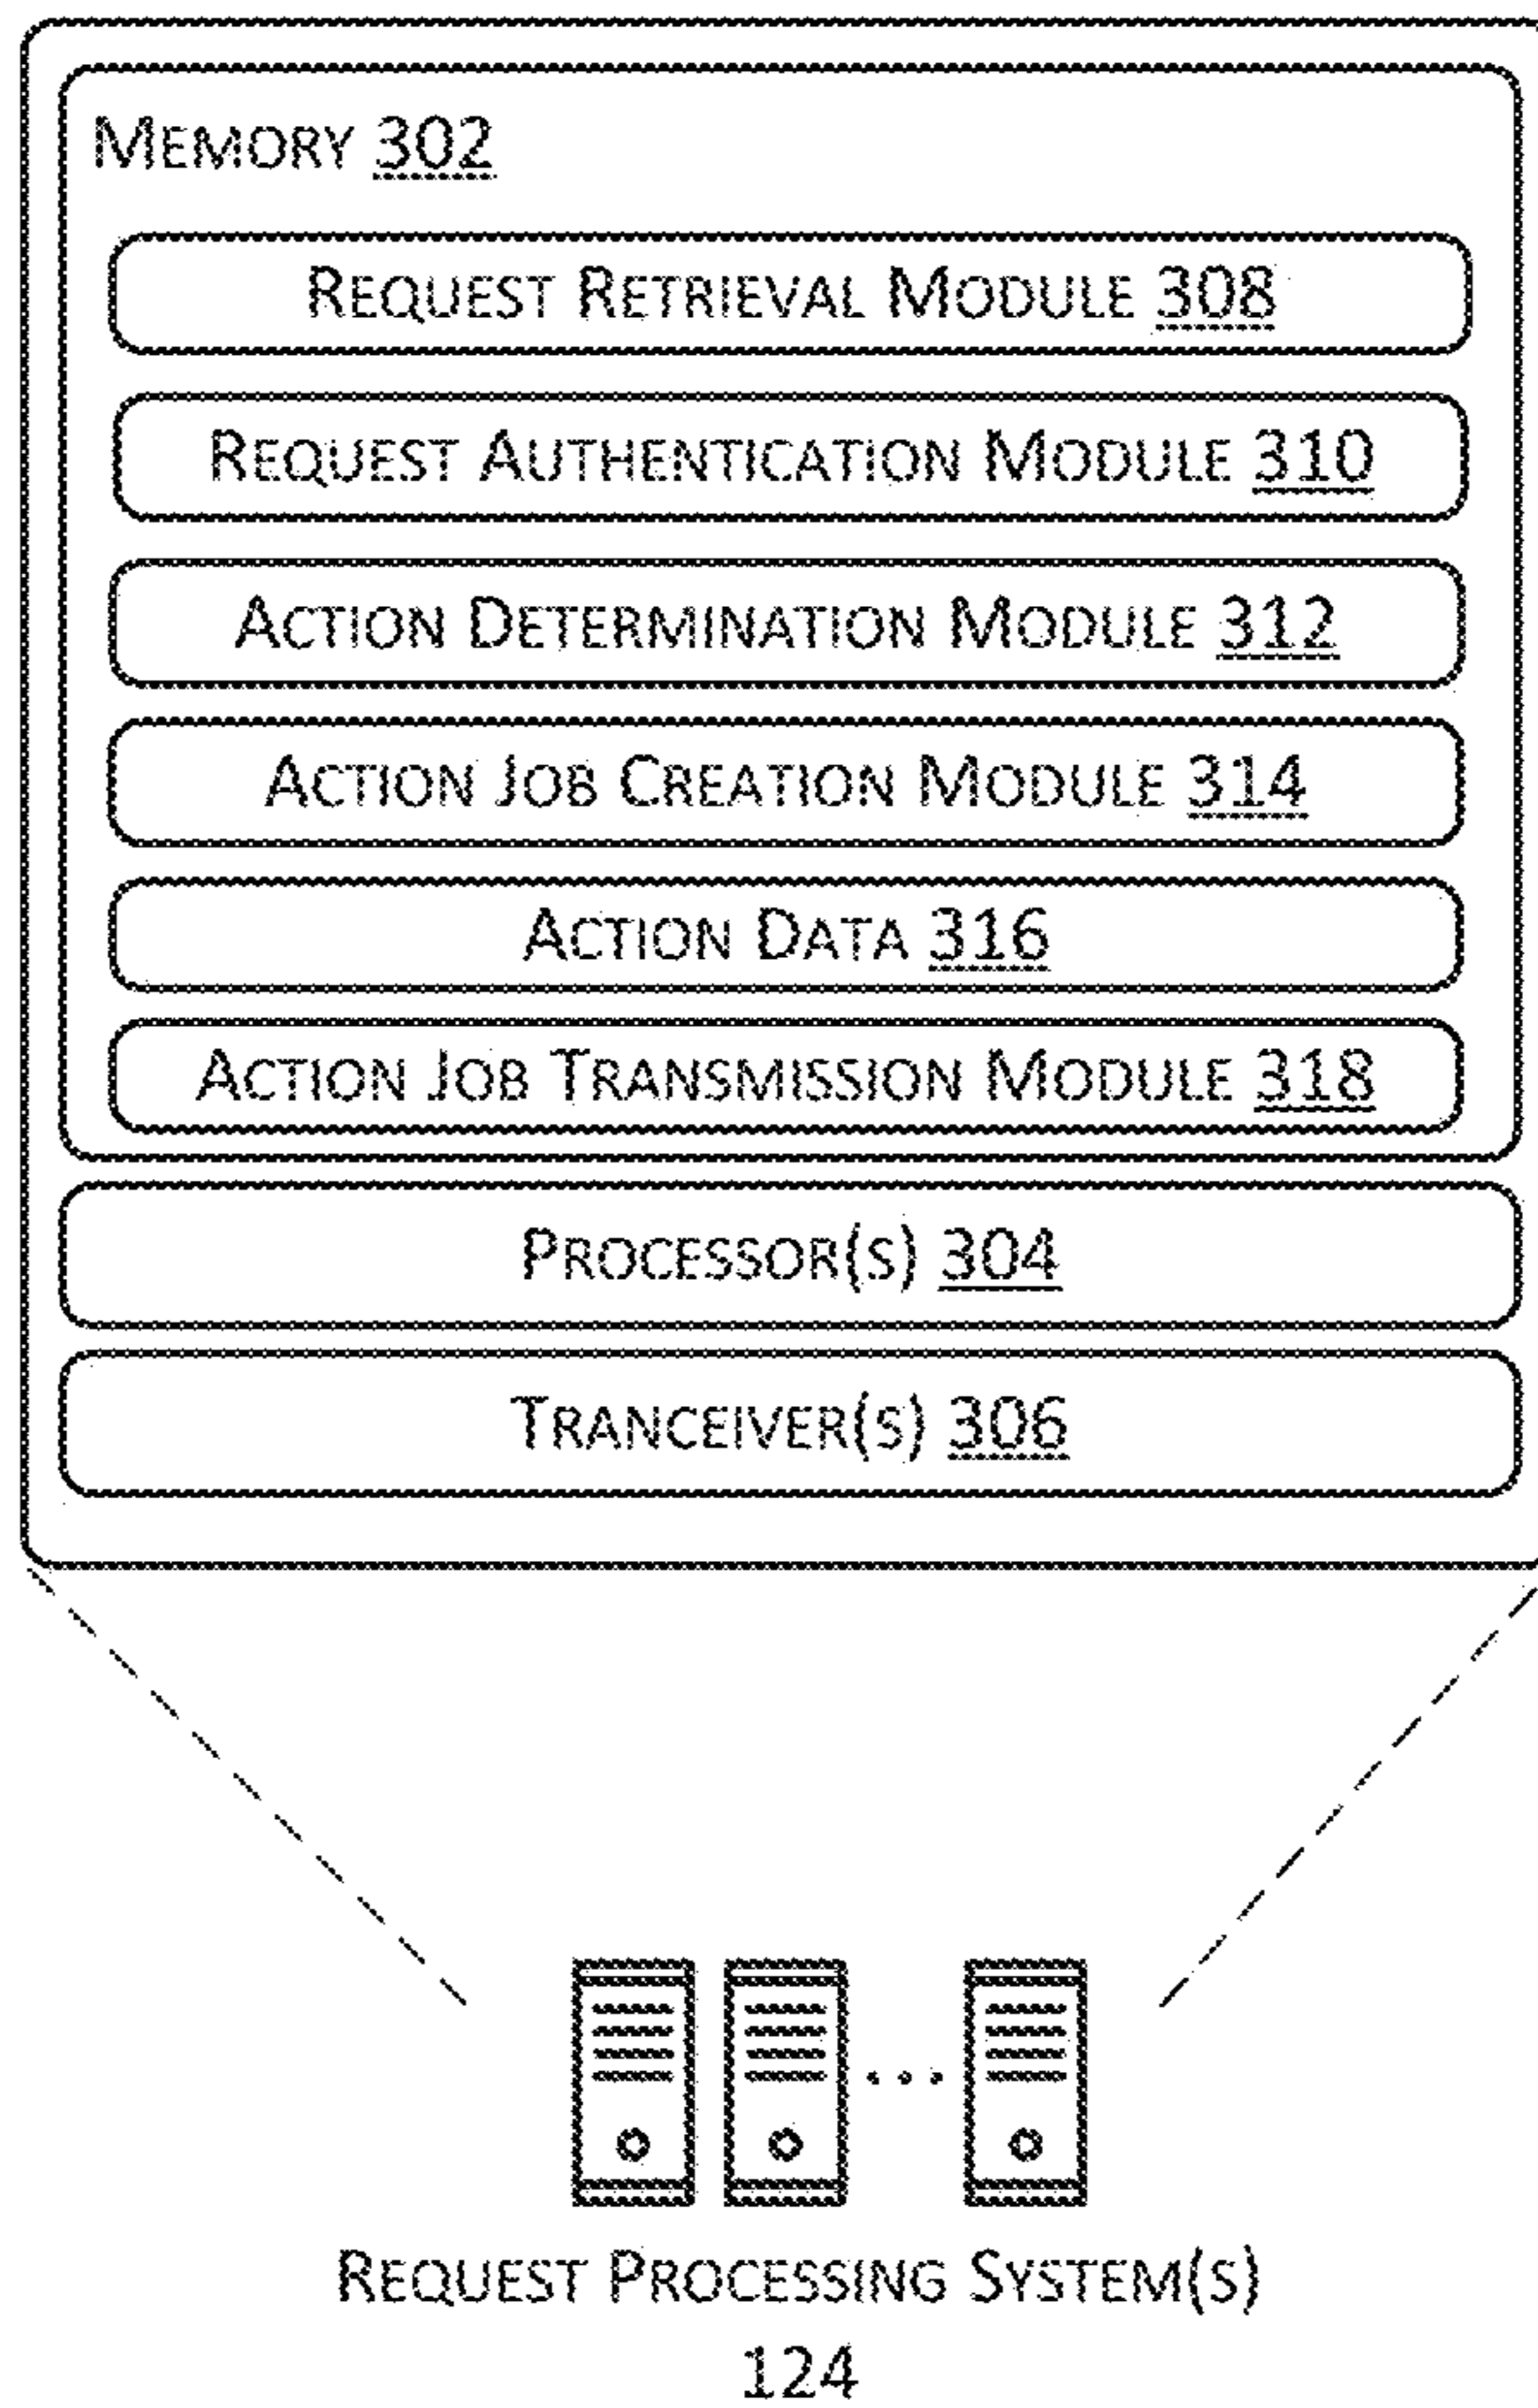 MEMORY 302
REQUEST RETRIEVAL MODULE 308
REQUEST AUTHENTICATION MODULE 310
ACTION DETERMINATION MODULE 312
ACTION JOB CREATION MODULE 314
ACTION DATA 316
ACTION JOB TRANSMISSION MODULE 318
PROCESSOR(S) 304
TRANCEIVER(S) 306
REQUEST PROCESSING SYSTEM(S)
124